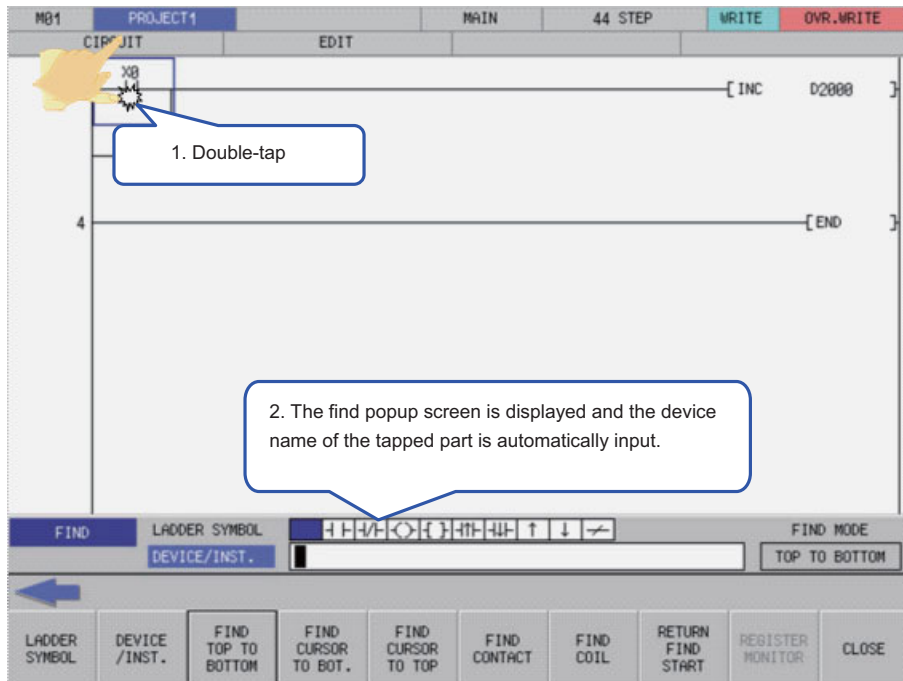 M01 PROJECT1 MAIN 44 STEP WRITE OVR.WRITE
CIRCUIT EDIT
X0
[ INC D2000 ]
1. Double-tap
4 [ END ]
2. The find popup screen is displayed and the device
name of the tapped part is automatically input.
FIND LADDER SYMBOL FIND MODE
DEVICE/INST. TOP TO BOTTOM
LADDER
SYMBOL
DEVICE
/INST.
FIND
TOP TO
BOTTOM
FIND
CURSOR
TO BOT.
FIND
CURSOR
TO TOP
FIND
CONTACT
FIND
COIL
RETURN
FIND
START
REGISTER
MONITOR
CLOSE